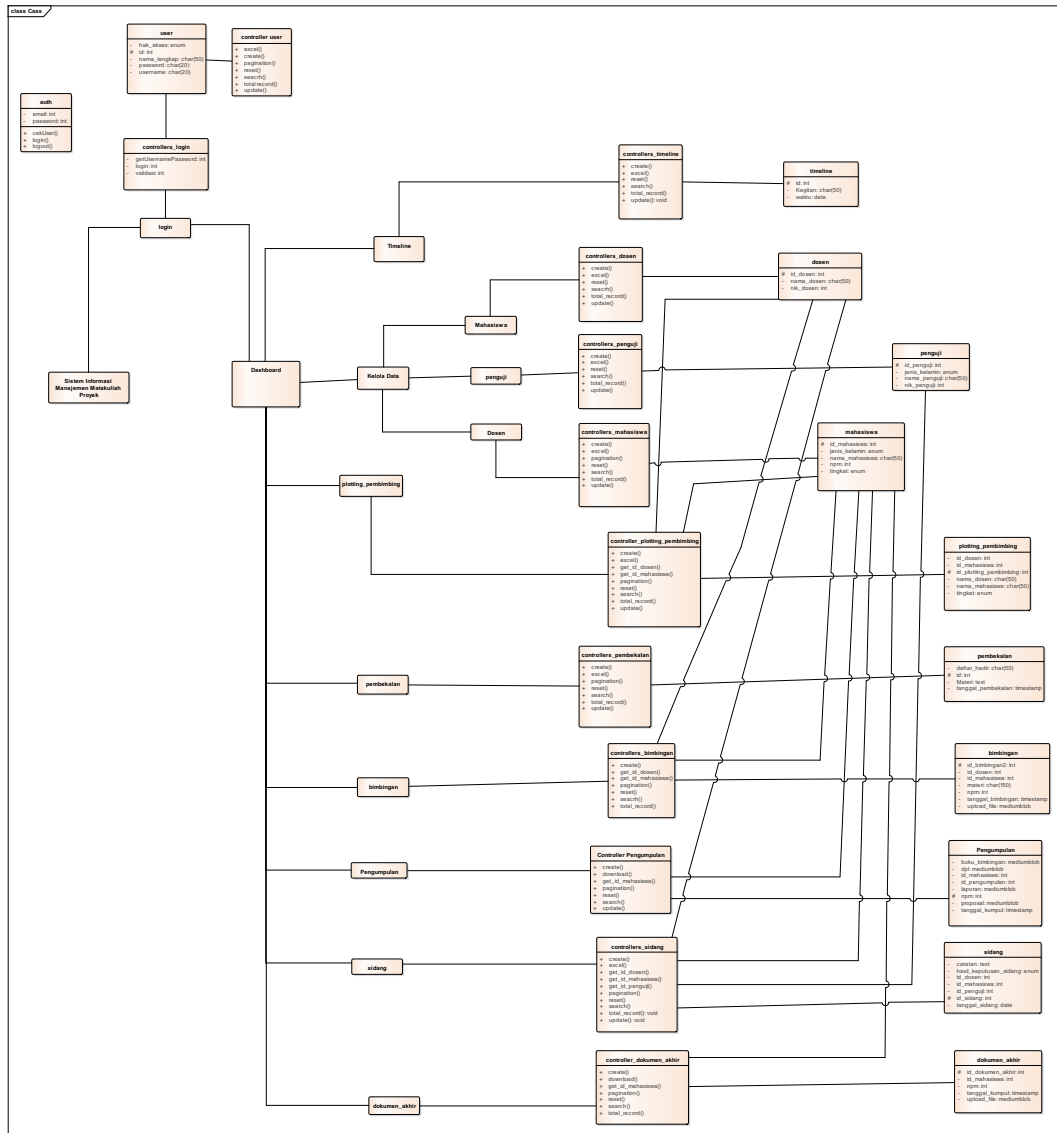 class Cass
user
- hak_akses: enum
# id: int
- nama_lengkap: char(50)
- password: char(20)
- username: char(20)
controller user
+ excel()
+ create()
+ pagination()
+ reset()
+ seacrh()
+ total record()
+ update()
auth
- email: int
- password: int
+ cekUser()
+ login()
+ logout()
controllers_login
- getUsernamePassword: int
- login: int
- validasi: int
login
Sistem Informasi
Manajemen Matakuliah
Proyek
Dashboard
Timeline
controllers_timeline
+ create()
+ excel()
+ reset()
+ search()
+ total_record()
+ update(): void
timeline
# id: int
- Kegitan: char(50)
- waktu: date
Kelola Data
Mahasiswa
controllers_dosen
+ create()
+ excel()
+ reset()
+ seacrh()
+ total_record()
+ update()
dosen
# id_dosen: int
- nama_dosen: char(50)
- nik_dosen: int
penguji
controllers_penguji
+ create()
+ excel()
+ reset()
+ search()
+ total_record()
+ update()
penguji
# id_penguji: int
- jenis_kelamin: enum
- nama_penguji: char(50)
- nik_penguji: int
Dosen
controllers_mahasiswa
+ create()
+ excel()
+ pagination()
+ reset()
+ search()
+ total_record()
+ update()
mahasiswa
# id_mahasiswa: int
- jenis_kelamin: enum
- nama_mahasiswa: char(50)
- npm: int
- tingkat: enum
plotting_pembimbing
controller_plotting_pembimbing
+ create()
+ excel()
+ get_id_dosen()
+ get_id_mahasiswa()
+ pagination()
+ reset()
+ search()
+ total_record()
+ update()
plotting_pembimbing
- id_dosen: int
- id_mahasiswa: int
# id_plotting_pembimbing: int
- nama_dosen: char(50)
- nama_mahasiswa: char(50)
- tingkat: enum
pembekalan
controllers_pembekalan
+ create()
+ excel()
+ pagination()
+ reset()
+ search()
+ total_record()
+ update()
pembekalan
- daftar_hadir: char(50)
# id: int
- Materi: text
- tanggal_pembekalan: timestamp
bimbingan
controllers_bimbingan
+ create()
+ get_id_dosen()
+ get_id_mahasiswa()
+ pagination()
+ reset()
+ seacrh()
+ total_record()
bimbingan
# id_bimbingan2: int
- id_dosen: int
- id_mahasiswa: int
- materi: char(150)
- npm: int
- tanggal_bimbingan: timestamp
- upload_file: mediumblob
Pengumpulan
Controller Pengumpulan
+ create()
+ download()
+ get_id_mahasiswa()
+ pagination()
+ reset()
+ search()
+ update()
Pengumpulan
- buku_bimbingan: mediumblob
- dpl: mediumblob
- id_mahasiswa: int
- id_pengumpulan: int
- laporan: mediumblob
# npm: int
- proposal: mediumblob
- tanggal_kumpul: timestamp
sidang
controllers_sidang
+ create()
+ excel()
+ get_id_dosen()
+ get_id_mahasiswa()
+ get_id_penguji()
+ pagination()
+ reset()
+ search()
+ total_record(): void
+ update(): void
sidang
- catatan: text
- hasil_keputusan_sidang: enum
- id_dosen: int
- id_mahasiswa: int
- id_penguji: int
# id_sidang: int
- tanggal_sidang: date
dokumen_akhir
controller_dokumen_akhir
+ create()
+ download()
+ get_id_mahasiswa()
+ pagination()
+ reset()
+ search()
+ total_record()
dokumen_akhir
# id_dokumen_akhir: int
- id_mahasiswa: int
- npm: int
- tanggal_kumpul: timestamp
- upload_file: mediumblob